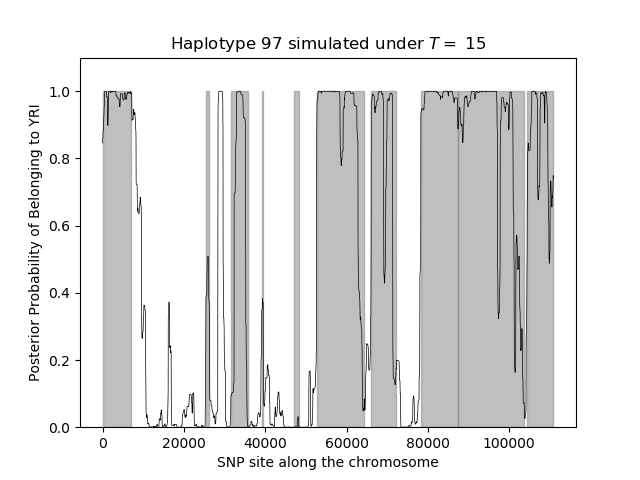 Haplotype 97 simulated under T = 15
Posterior Probability of Belonging to YRI
1.0
0.8
0.6
0.4
0.2
0.0
0 20000 40000 60000 80000 100000
SNP site along the chromosome